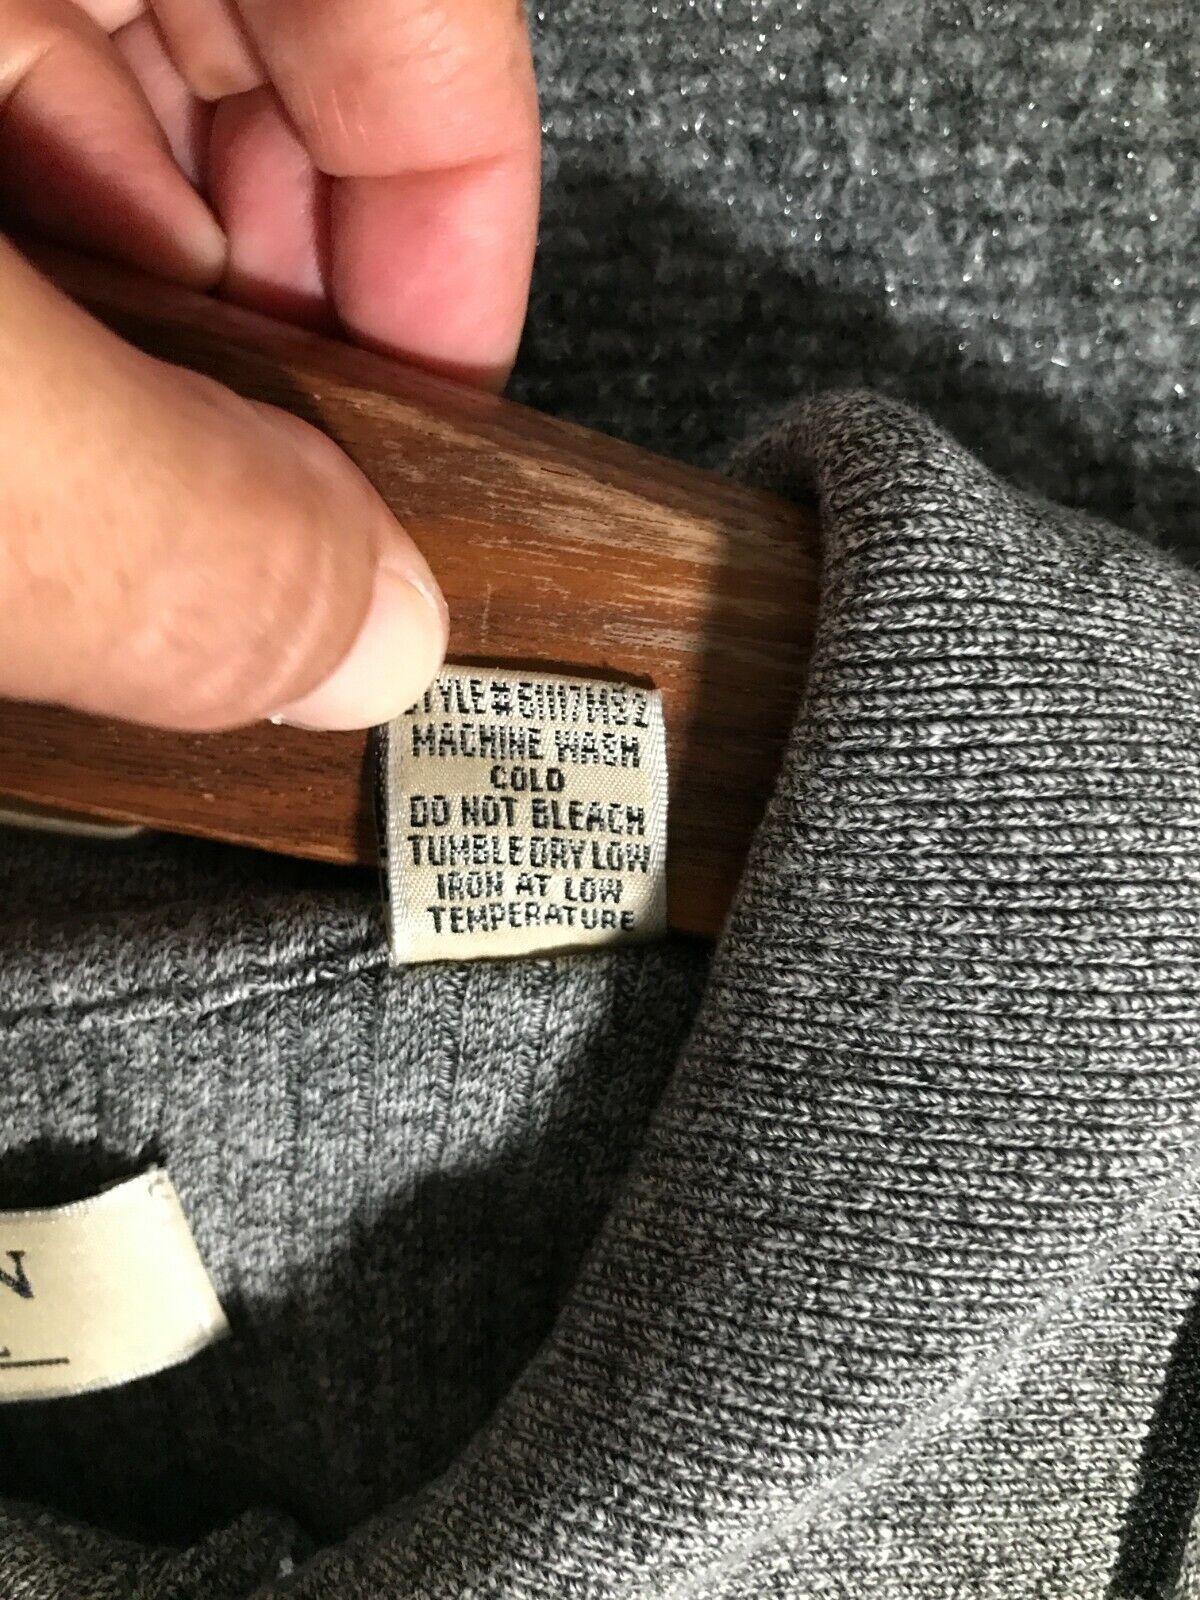 MACHINE WASH
COLD
DO NOT BLEACH
TUMBLE DRY LOW
IRON AT LOW
TEMPERATURE
N